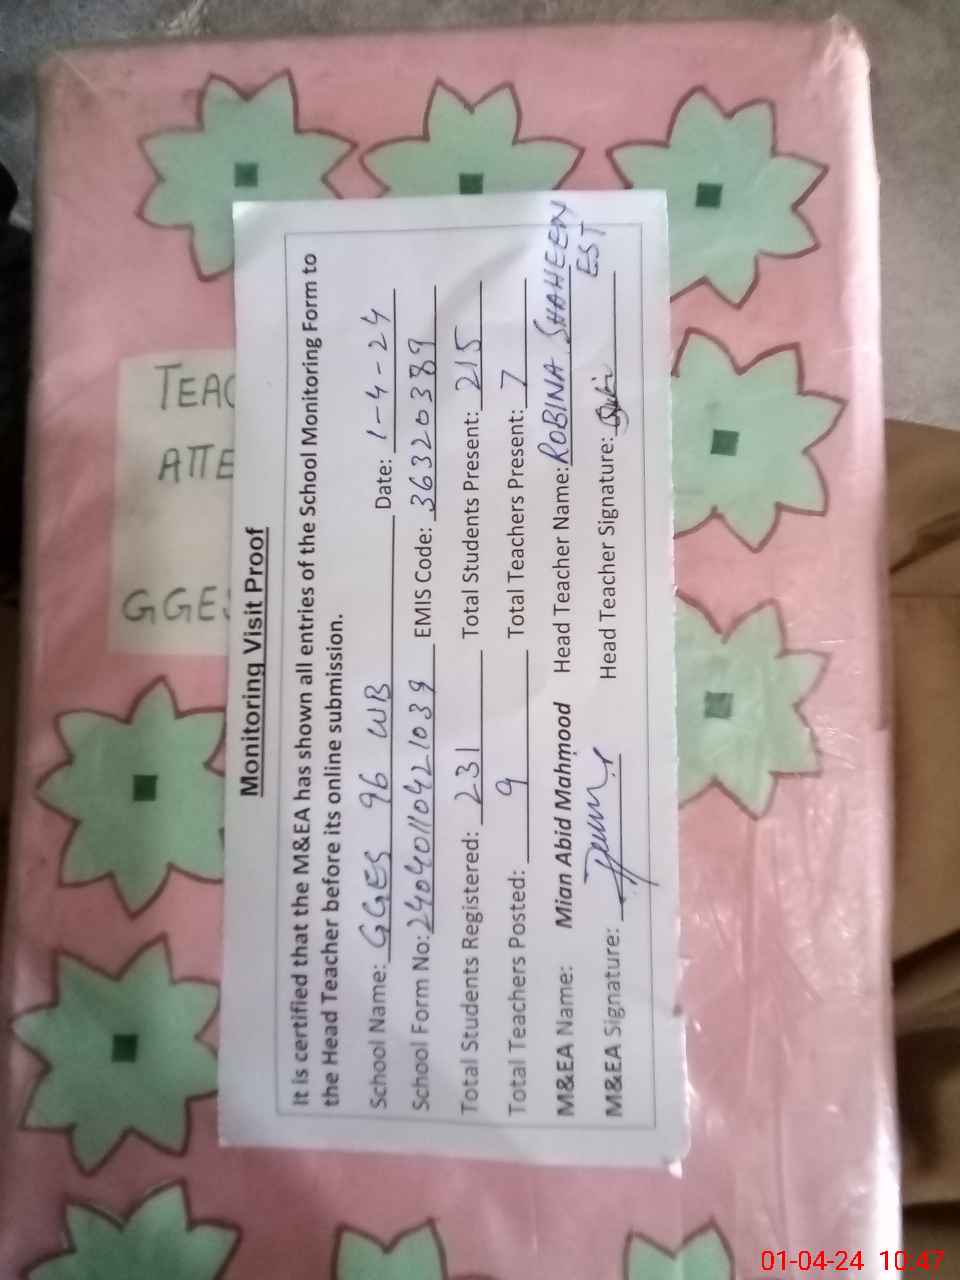 TEAC
ATTE
GGES
Monitoring Visit Proof
It is certified that the M&EA has shown all entries of the School Monitoring Form to
the Head Teacher before its online submission.
School Name: GGES 96 WB Date: 1-4-24
School Form No: 24040110421039 EMIS Code: 36320389
Total Students Registered: 231 Total Students Present: 215
Total Teachers Posted: 9 Total Teachers Present: 7
M&EA Name: Mian Abid Mahmood Head Teacher Name: ROBINA SHAHEEN
EST
M&EA Signature: Head Teacher Signature:
01-04-24 10:47